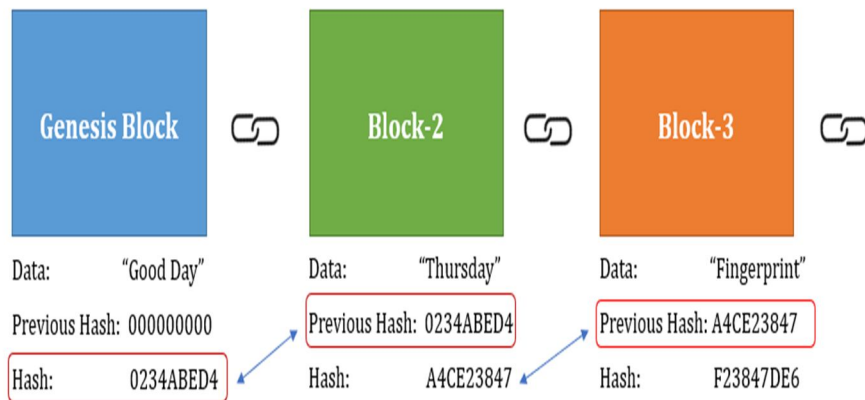 Genesis Block
Block-2
Block-3
Data: “Good Day”
Previous Hash: 000000000
Hash: 0234ABED4
Data: “Thursday”
Previous Hash: 0234ABED4
Hash: A4CE23847
Data: “Fingerprint”
Previous Hash: A4CE23847
Hash: F23847DE6